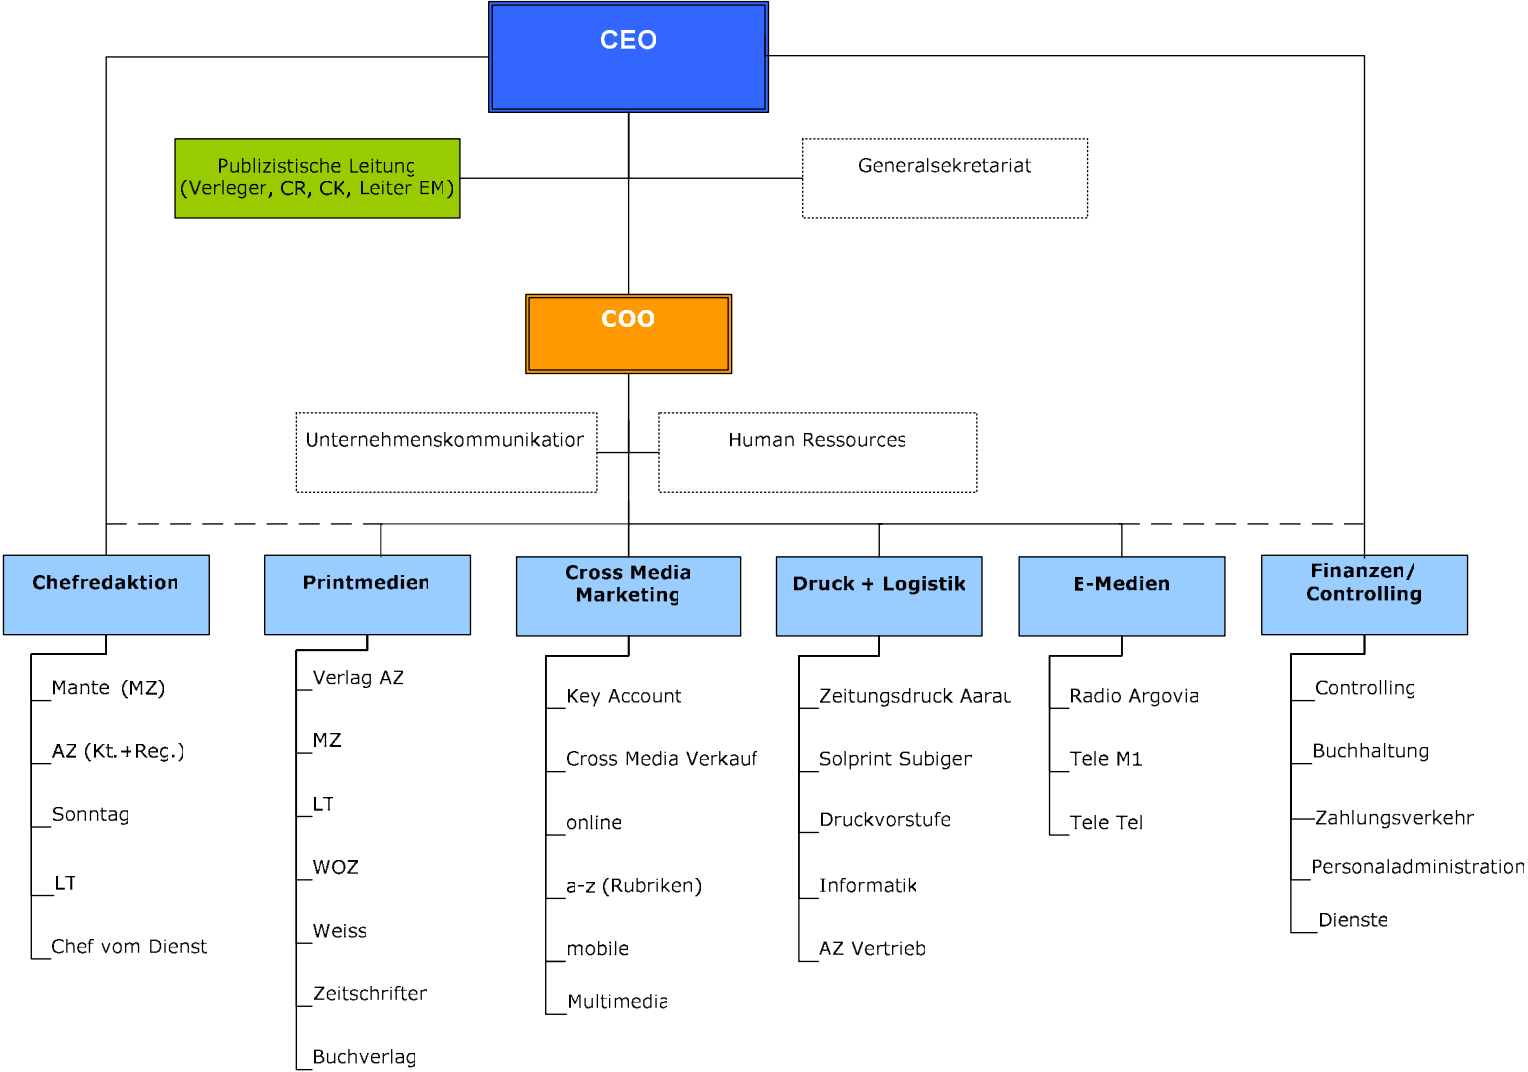 CEO
Publizistische Leitung
(Verleger, CR, CK, Leiter EM)
Generalsekretariat
COO
Unternehmenskommunikation
Human Ressources
Chefredaktion
Mante (MZ)
AZ (Kt.+Reg.)
Sonntag
LT
Chef vom Dienst
Printmedien
Verlag AZ
MZ
LT
WOZ
Weiss
Zeitschriften
Buchverlag
Cross Media
Marketing
Key Account
Cross Media Verkauf
online
a-z (Rubriken)
mobile
Multimedia
Druck + Logistik
Zeitungsdruck Aarau
Solprint Subigen
Druckvorstufe
Informatik
AZ Vertrieb
E-Medien
Radio Argovia
Tele M1
Tele Tel
Finanzen/
Controlling
Controlling
Buchhaltung
Zahlungsverkehr
Personaladministration
Dienste